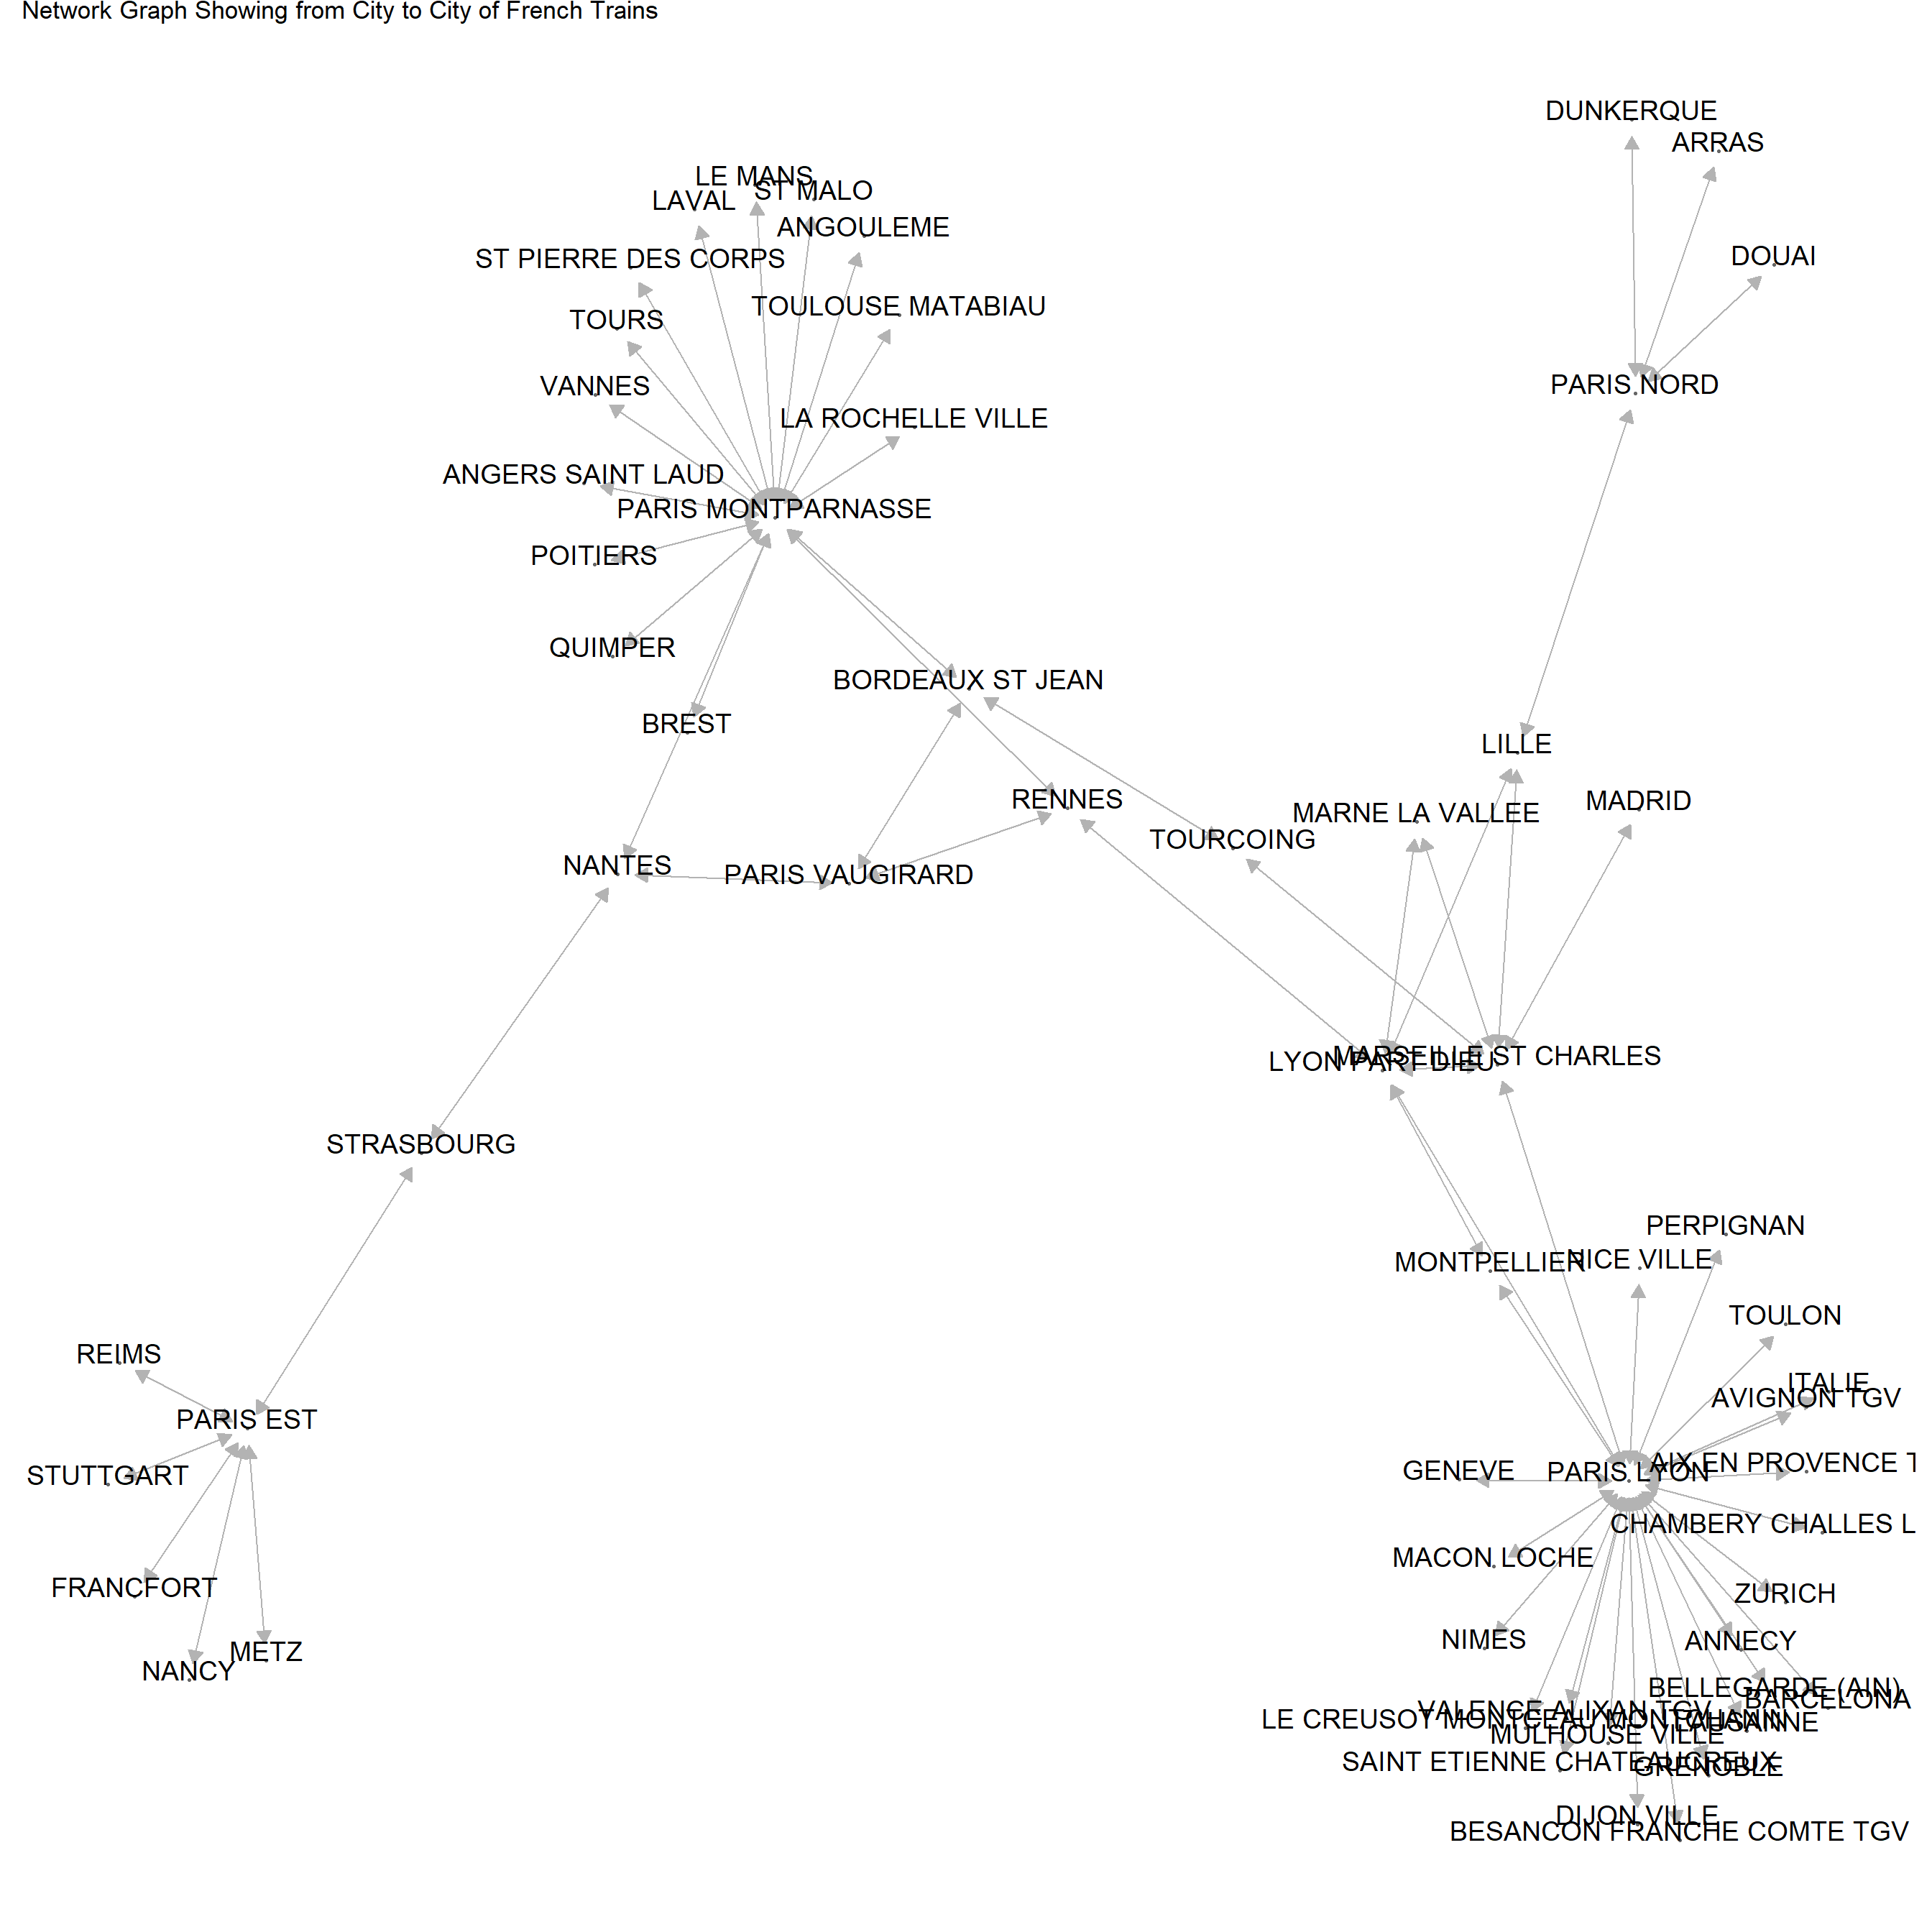 Network Graph Showing from City to City of French Trains
DUNKERQUE
ARRAS
LE MANS
ST MALO
LAVAL
ANGOULEME
ST PIERRE DES CORPS
DOUAI
TOULOUSE MATABIAU
TOURS
VANNES
PARIS NORD
LA ROCHELLE VILLE
ANGERS SAINT LAUD
PARIS MONTPARNASSE
POITIERS
QUIMPER
BORDEAUX ST JEAN
BREST
LILLE
RENNES
MADRID
MARNE LA VALLEE
TOURCOING
NANTES
PARIS VAUGIRARD
MARSEILLE ST CHARLES
LYON PART DIEU
STRASBOURG
PERPIGNAN
NICE VILLE
MONTPELLIER
TOULON
REIMS
ITALIE
AVIGNON TGV
PARIS EST
AIX EN PROVENCE T
GENEVE
PARIS LYON
STUTTGART
CHAMBERY CHALLES L
MACON LOCHE
FRANCFORT
ZURICH
NIMES
ANNECY
METZ
NANCY
BELLEGARDE (AIN)
BARCELONA
VALENCE ALIXAN TGV
LE CREUSOT MONTCEAU MONTCHANIN
LAUSANNE
MULHOUSE VILLE
SAINT ETIENNE CHATEAUCREUX
GRENOBLE
DIJON VILLE
BESANCON FRANCHE COMTE TGV